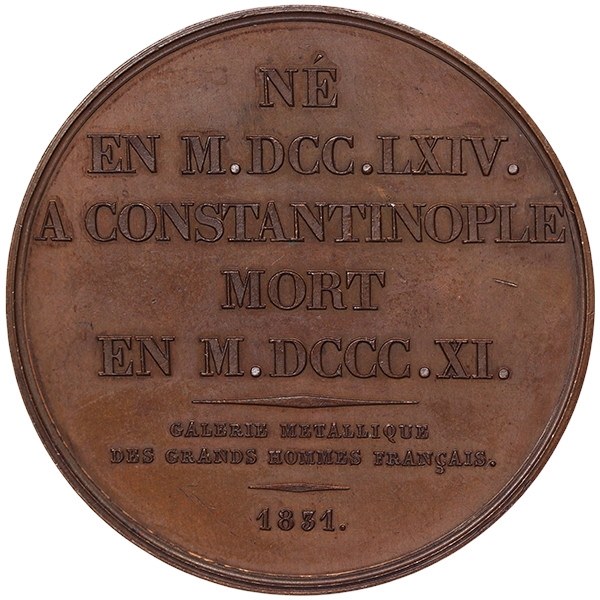 NÉ
EN M.DCC.LXIV.
A CONSTANTINOPLE
MORT
EN M.DCCC.XI.
GALERIE METALLIQUE
DES GRANDS HOMMES FRANÇAIS.
1831.